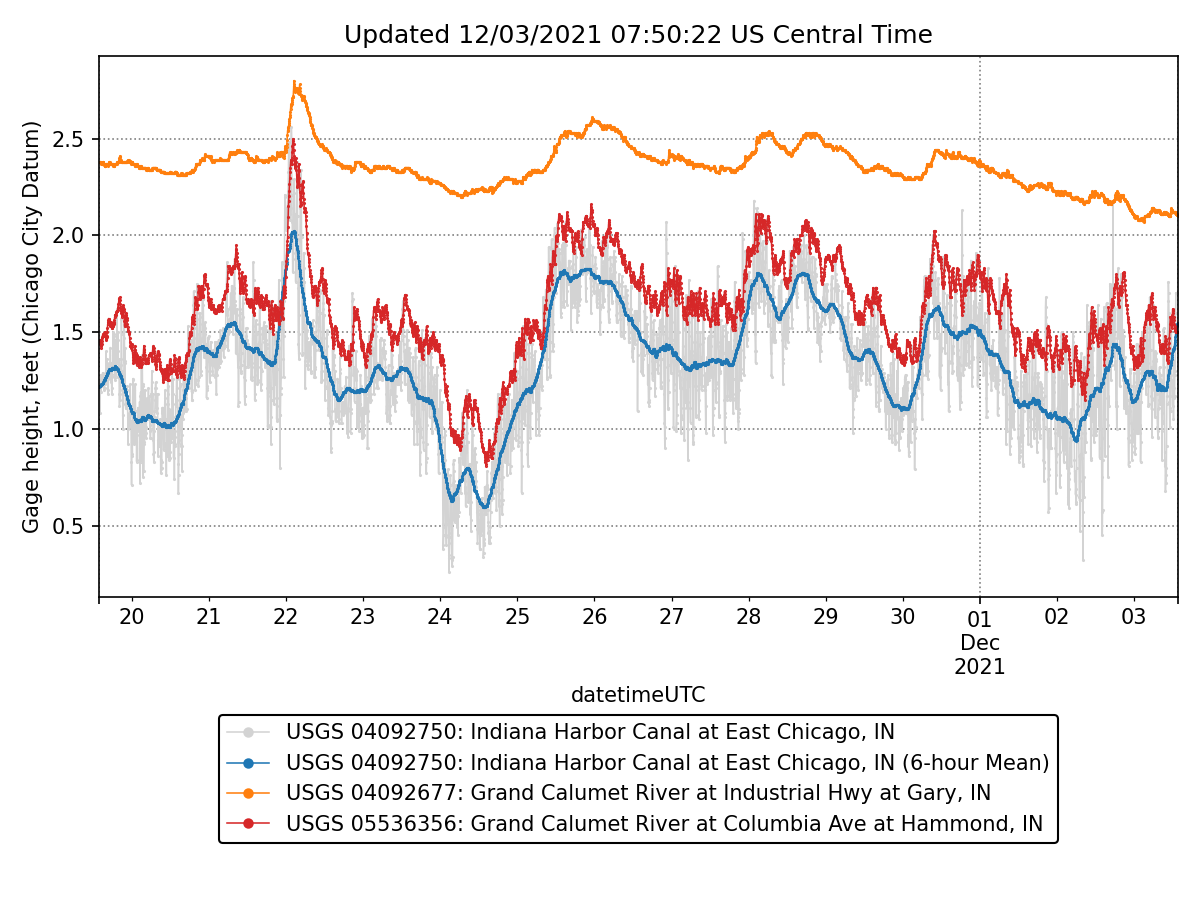 Updated 12/03/2021 07:50:22 US Central Time
Gage height, feet (Chicago City Datum)
2.5
2.0
1.5
1.0
0.5
20 21 22 23 24 25 26 27 28 29 30 01 02 03
Dec
2021
datetimeUTC
USGS 04092750: Indiana Harbor Canal at East Chicago, IN
USGS 04092750: Indiana Harbor Canal at East Chicago, IN (6-hour Mean)
USGS 04092677: Grand Calumet River at Industrial Hwy at Gary, IN
USGS 05536356: Grand Calumet River at Columbia Ave at Hammond, IN